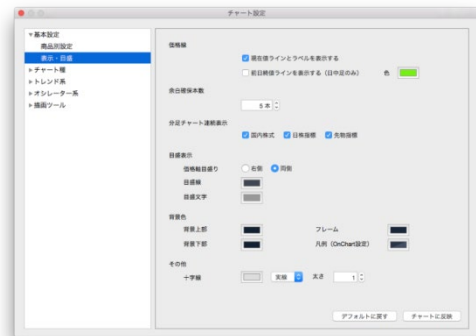 チャート設定
▼基本設定
商品別設定
表示・目盛
▶チャート種
▶トレンド系
▶オシレーター系
▶描画ツール
価格線
現在値ラインとラベルを表示する
前日終値ラインを表示する（日中足のみ） 色
余白確保本数
5 本
分足チャート連続表示
国内株式 日株指標 先物指標
目盛表示
価格軸目盛り 右側 両側
目盛線
目盛文字
背景色
背景上部 フレーム
背景下部 凡例（OnChart設定）
その他
十字線 実線 太さ 1
デフォルトに戻す チャートに反映